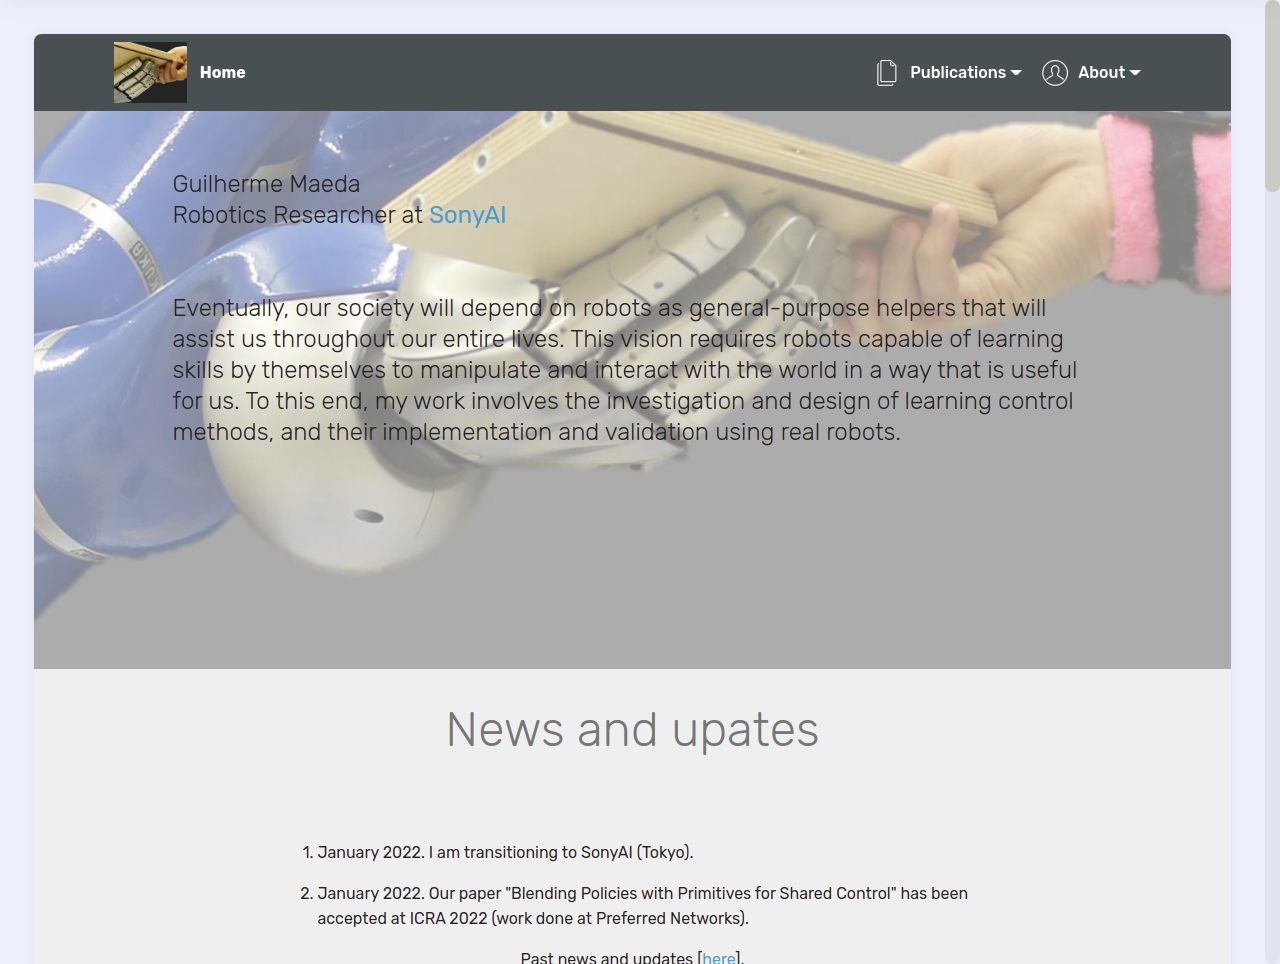 Home
Publications
About
Guilherme Maeda
Robotics Researcher at SonyAI
KUKA
Eventually, our society will depend on robots as general-purpose helpers that will
assist us throughout our entire lives. This vision requires robots capable of learning
skills by themselves to manipulate and interact with the world in a way that is useful
for us. To this end, my work involves the investigation and design of learning control
methods, and their implementation and validation using real robots.
News and upates
1. January 2022. I am transitioning to SonyAI (Tokyo).
2. January 2022. Our paper "Blending Policies with Primitives for Shared Control" has been
accepted at ICRA 2022 (work done at Preferred Networks).
Past news and updates [here].